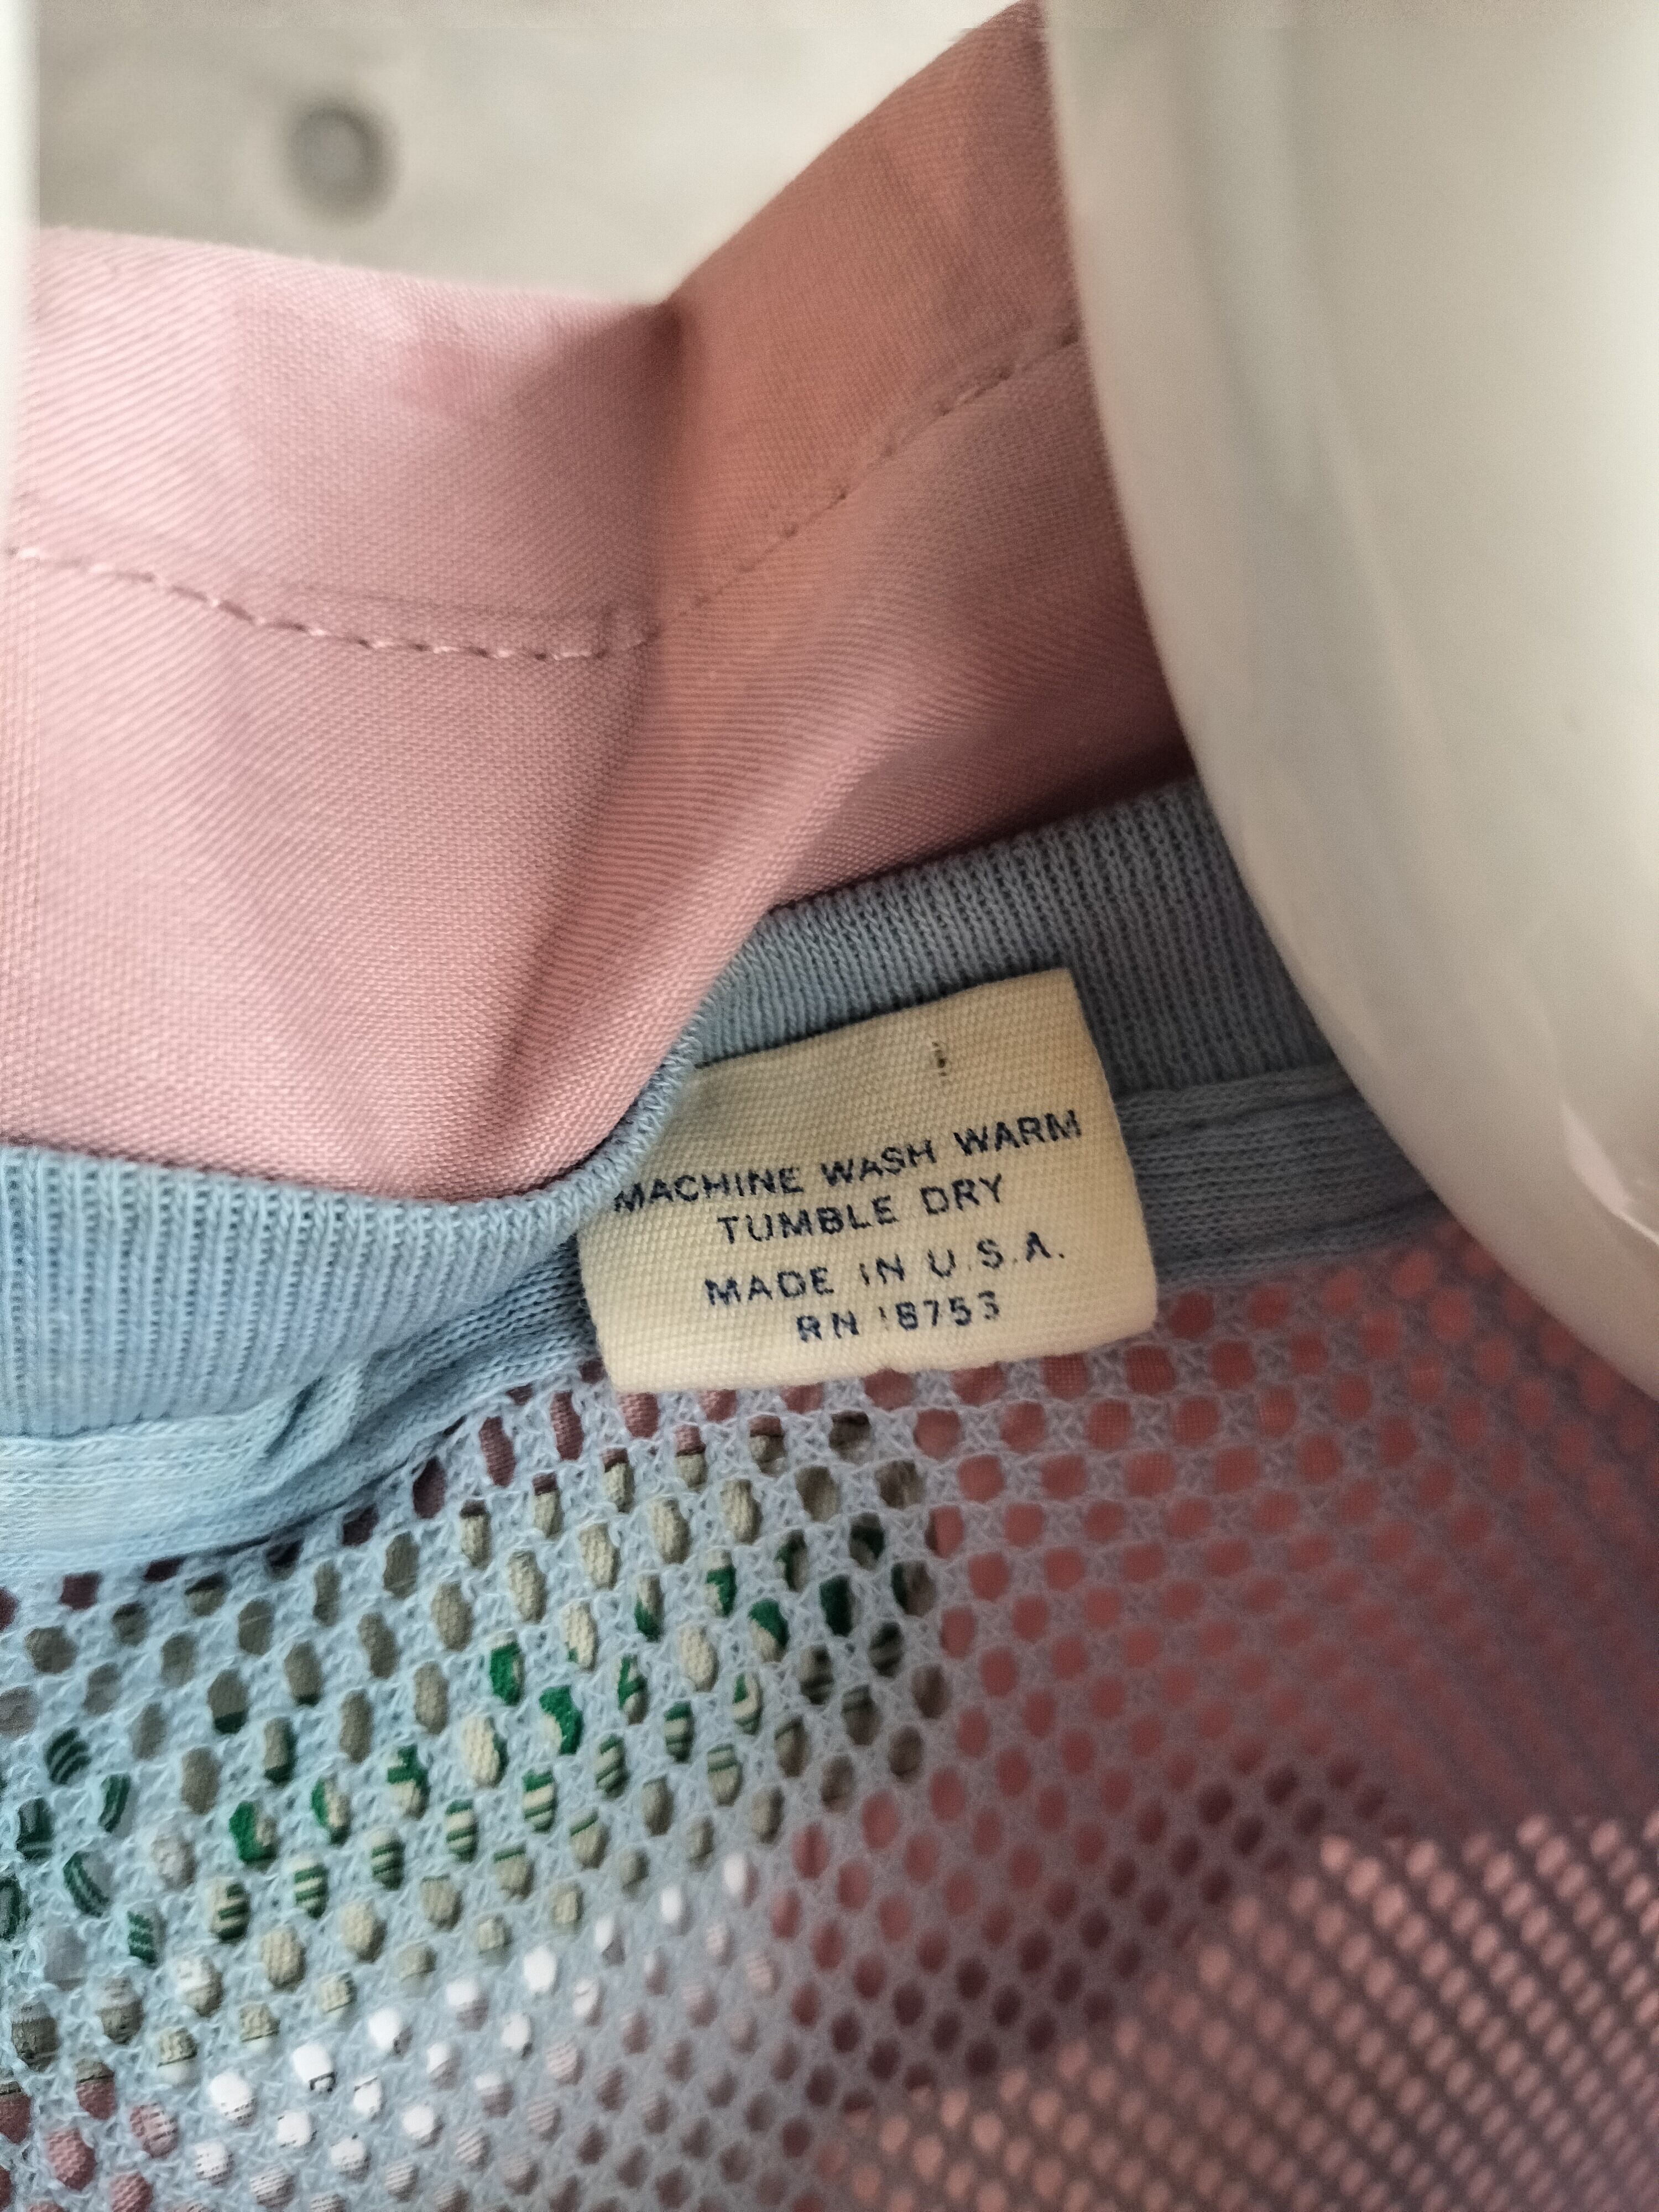 MACHINE WASH WARM
TUMBLE DRY
MADE IN U.S.A.
RN 18753